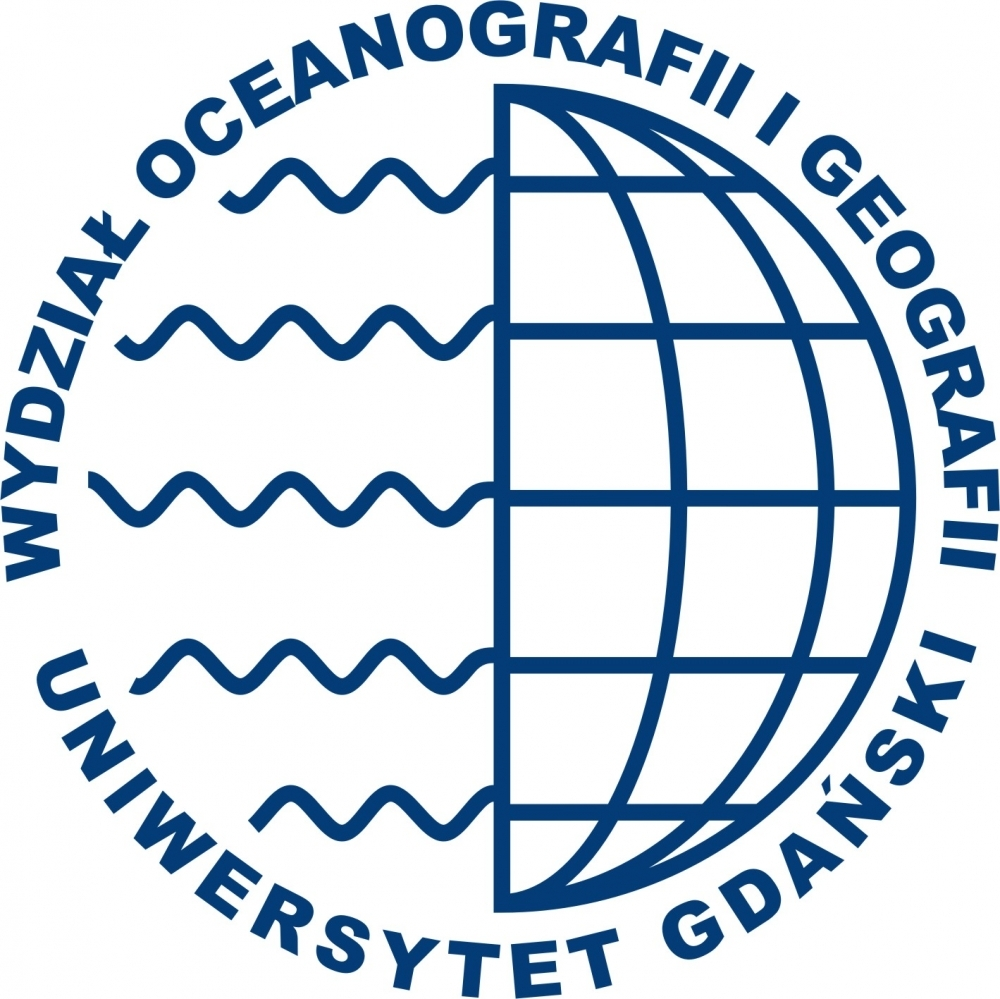 WYDZIAŁ OCEANOGRAFII I GEOGRAFII
UNIWERSYTET GDAŃSKI